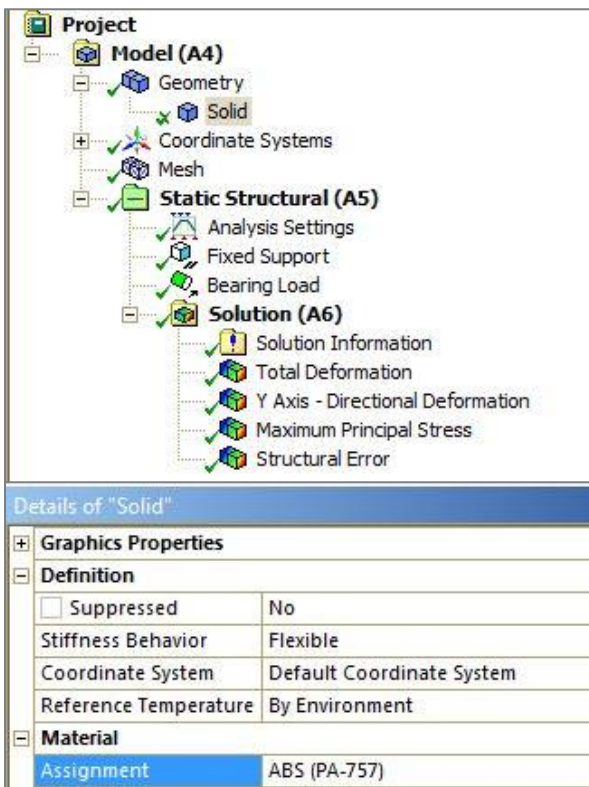 Project
Model (A4)
Geometry
Solid
Coordinate Systems
Mesh
Static Structural (A5)
Analysis Settings
Fixed Support
Bearing Load
Solution (A6)
Solution Information
Total Deformation
Y Axis - Directional Deformation
Maximum Principal Stress
Structural Error
Details of "Solid"
Graphics Properties
Definition
Suppressed No
Stiffness Behavior Flexible
Coordinate System Default Coordinate System
Reference Temperature By Environment
Material
Assignment ABS (PA-757)